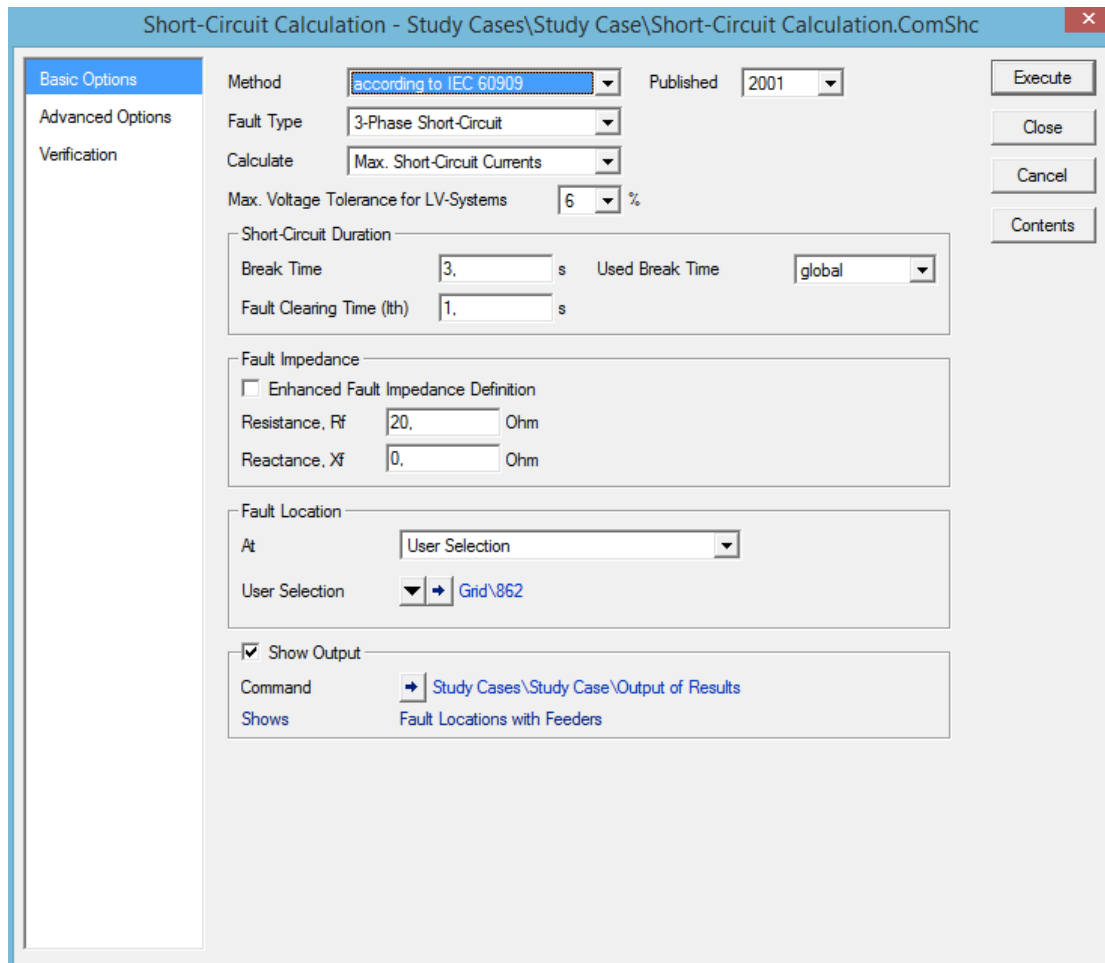 Short-Circuit Calculation - Study Cases\Study Case\Short-Circuit Calculation.ComShc
Basic Options
Advanced Options
Verification
Method according to IEC 60909 Published 2001
Fault Type 3-Phase Short-Circuit
Calculate Max. Short-Circuit Currents
Max. Voltage Tolerance for LV-Systems 6 %
Short-Circuit Duration
Break Time 3, s Used Break Time global
Fault Clearing Time (Ith) 1, s
Fault Impedance
Enhanced Fault Impedance Definition
Resistance, Rf 20, Ohm
Reactance, Xf 0, Ohm
Fault Location
At User Selection
User Selection Grid\862
Show Output
Command Study Cases\Study Case\Output of Results
Shows Fault Locations with Feeders
Execute
Close
Cancel
Contents